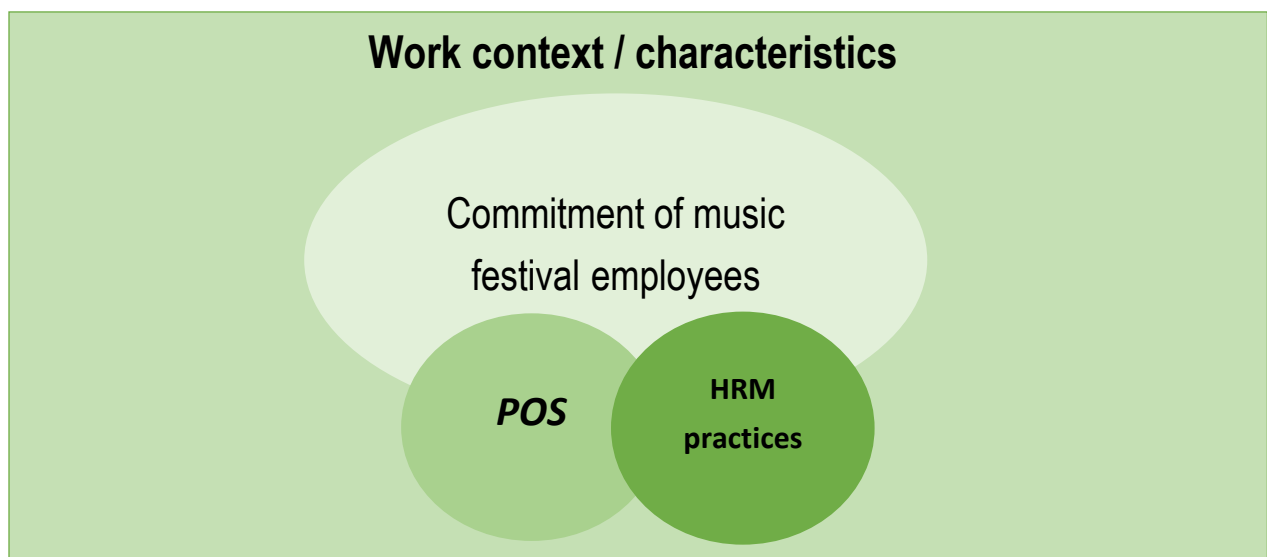 Work context / characteristics
Commitment of music
festival employees
POS
HRM
practices